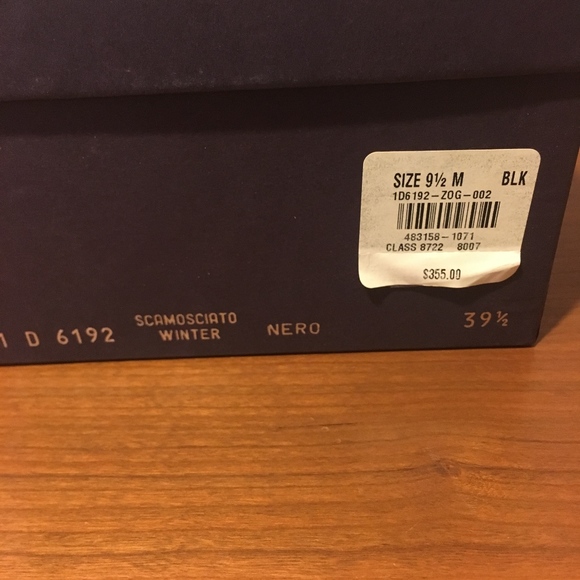 SIZE 9½ M BLK
1D6192-ZOG-002
483158-1071
CLASS 8722 8007
$355.00
1 D 6192 SCAMOSCIATO WINTER NERO 39½